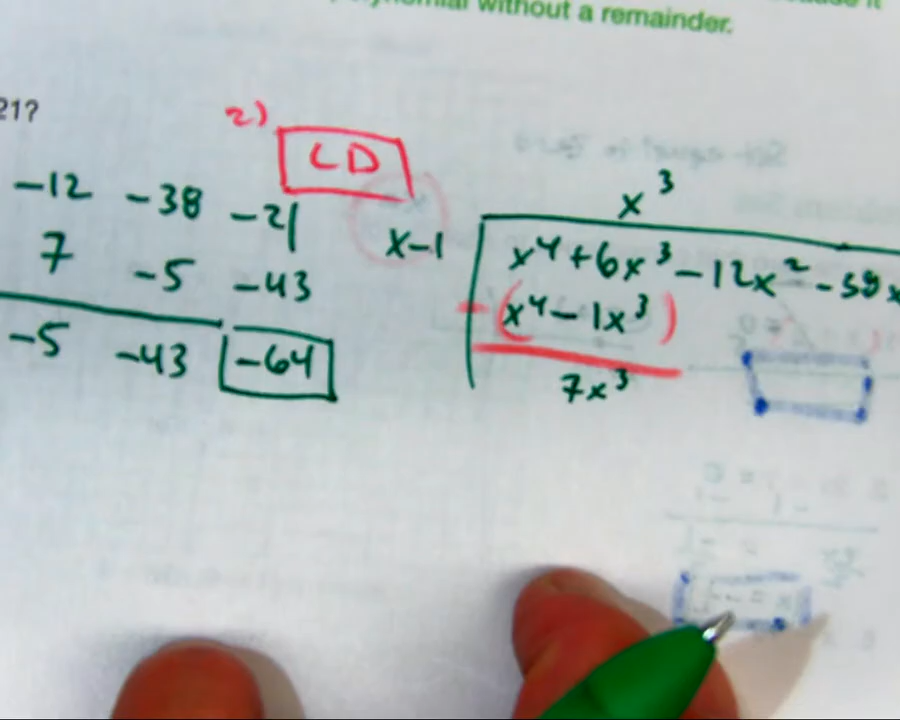 without a remainder.
21?
2)
LD
-12 -38 -21
7 -5 -43
-5 -43 -64
x³
x-1 x⁴+6x³-12x²-38x
-(x⁴-1x³)
7x³